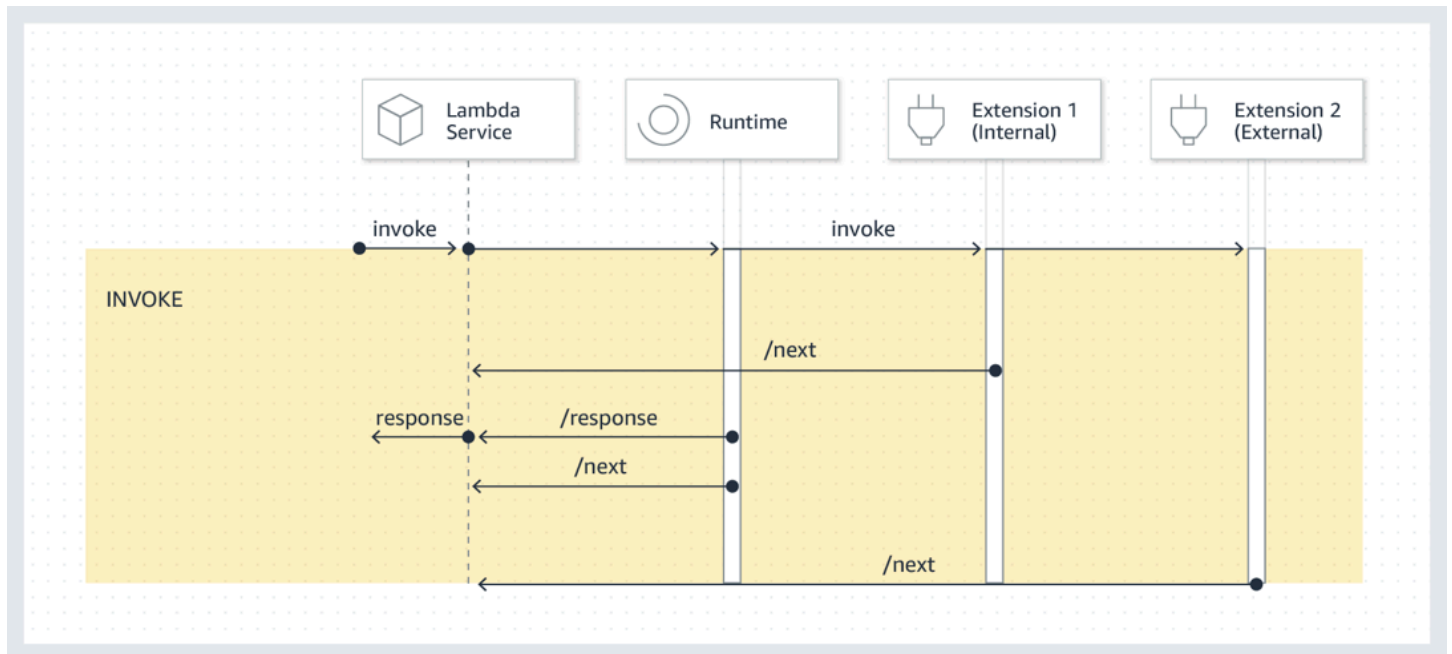 Lambda
Service
Runtime
Extension 1
(Internal)
Extension 2
(External)
invoke
invoke
INVOKE
/next
response
/response
/next
/next